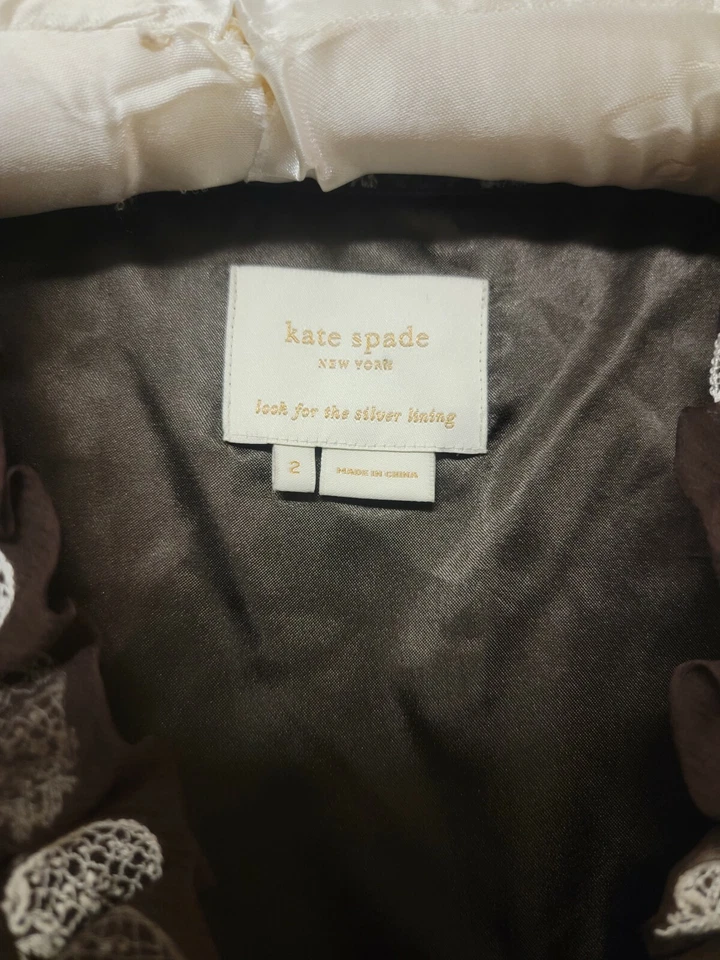 kate spade
NEW YORK
look for the silver lining
2
MADE IN CHINA